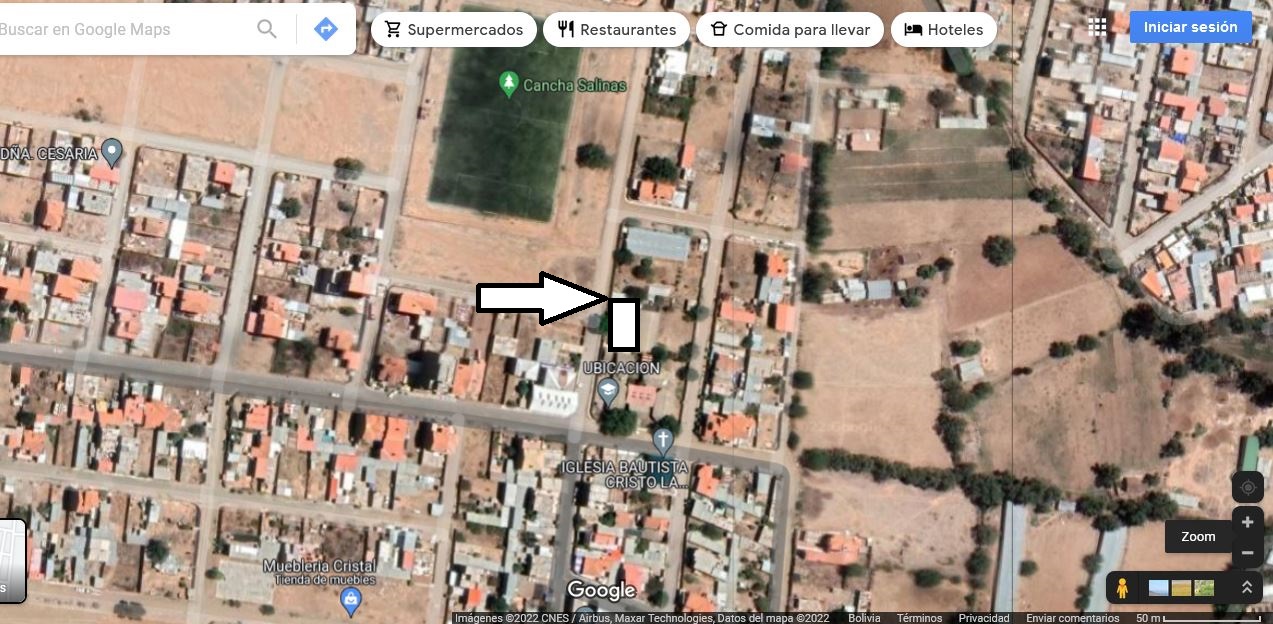 Buscar en Google Maps
Supermercados
Restaurantes
Comida para llevar
Hoteles
Iniciar sesión
Cancha Salinas
DÑA. CESARIA
UBICACIÓN
IGLESIA BAUTISTA
CRISTO LA...
Mueblería Cristal
Tienda de muebles
Google
Zoom
s
Imágenes ©2022 CNES / Airbus, Maxar Technologies, Datos del mapa ©2022
Bolivia
Términos
Privacidad
Enviar comentarios
50 m